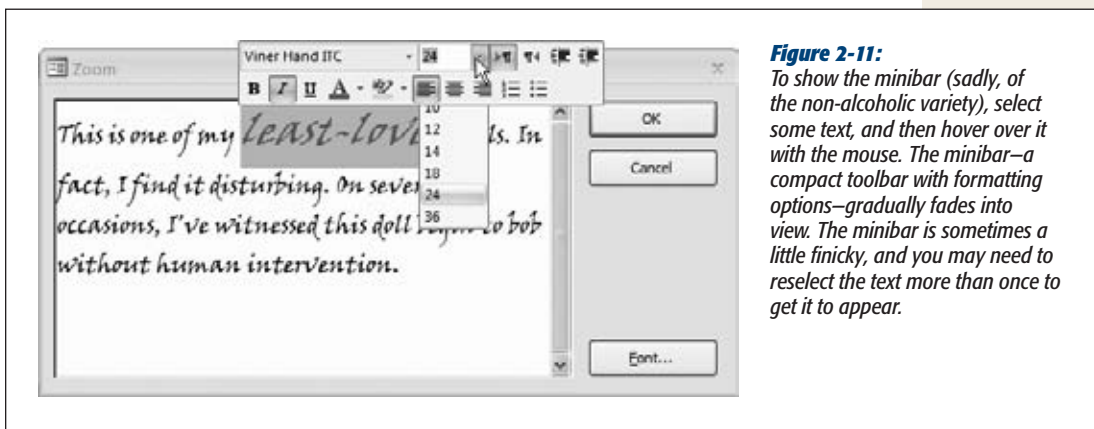 Zoom
Viner Hand ITC 24
B I U A ab
10
12
14
18
24
36
This is one of my least-lov ls. In
fact, I find it disturbing. On seve
occasions, I've witnessed this doll to bob
without human intervention.
OK
Cancel
Font...
Figure 2-11:
To show the minibar (sadly, of
the non-alcoholic variety), select
some text, and then hover over it
with the mouse. The minibar—a
compact toolbar with formatting
options—gradually fades into
view. The minibar is sometimes a
little finicky, and you may need to
reselect the text more than once to
get it to appear.